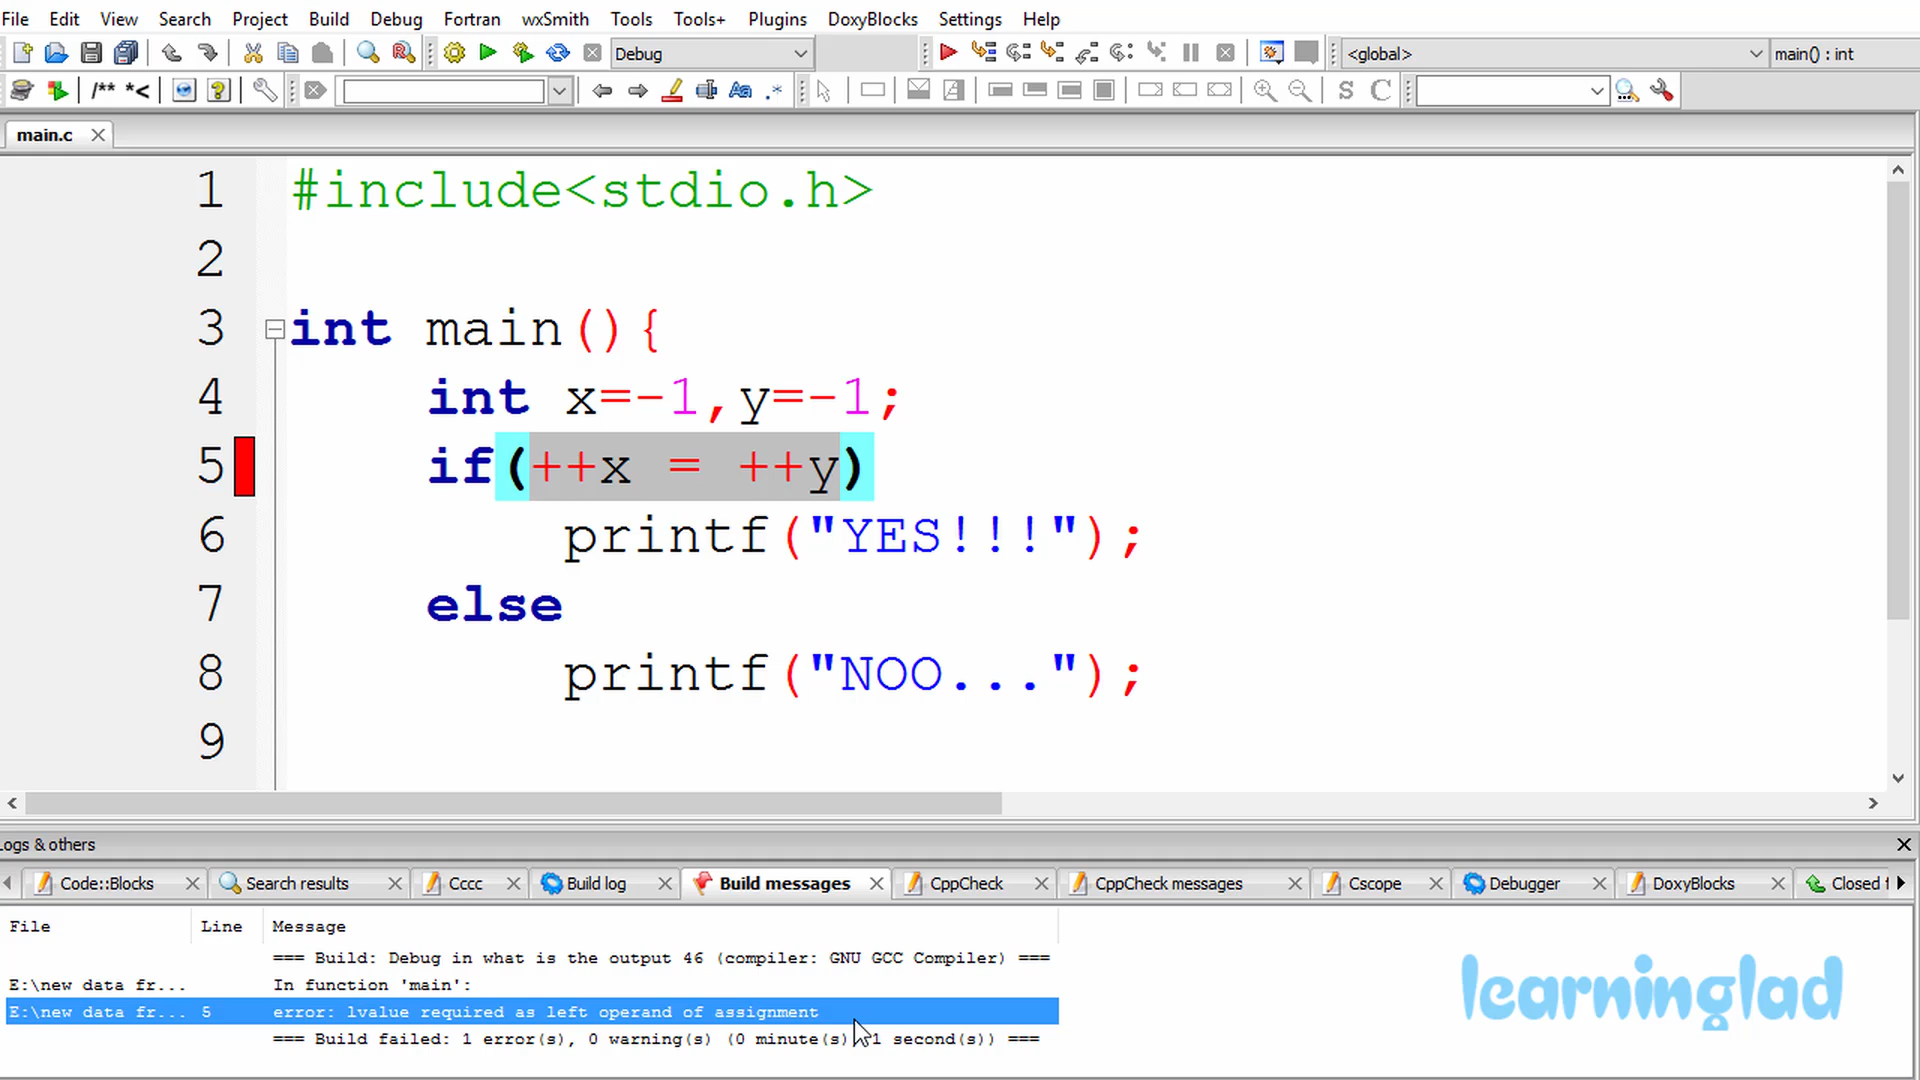 File Edit View Search Project Build Debug Fortran wxSmith Tools Tools+ Plugins DoxyBlocks Settings Help
Debug <global> main() : int
/** *< Aa .* S C
main.c
1 #include<stdio.h>
2
3 int main(){
4 int x=-1,y=-1;
5 if(++x = ++y)
6 printf("YES!!!");
7 else
8 printf("NOO...");
9
Logs & others
Code::Blocks Search results Cccc Build log Build messages CppCheck CppCheck messages Cscope Debugger DoxyBlocks Closed f
File Line Message
=== Build: Debug in what is the output 46 (compiler: GNU GCC Compiler) ===
E:\new data fr... In function 'main':
E:\new data fr... 5 error: lvalue required as left operand of assignment
=== Build failed: 1 error(s), 0 warning(s) (0 minute(s) 1 second(s)) ===
learninglad